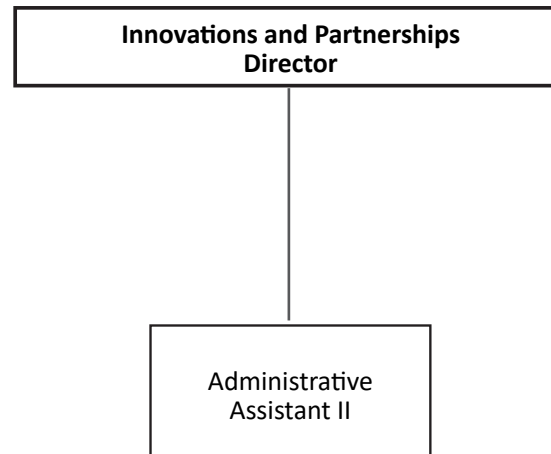 Innovations and Partnerships
Director
Administrative
Assistant II